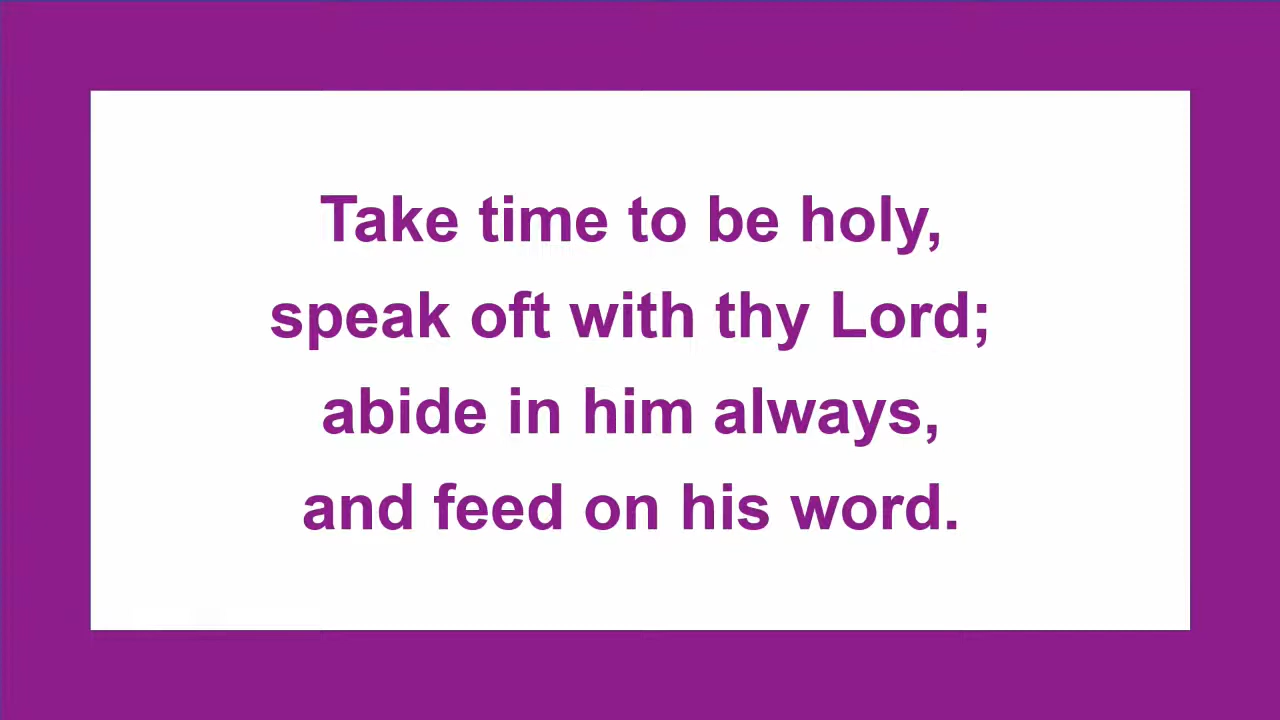 Take time to be holy,
speak oft with thy Lord;
abide in him always,
and feed on his word.